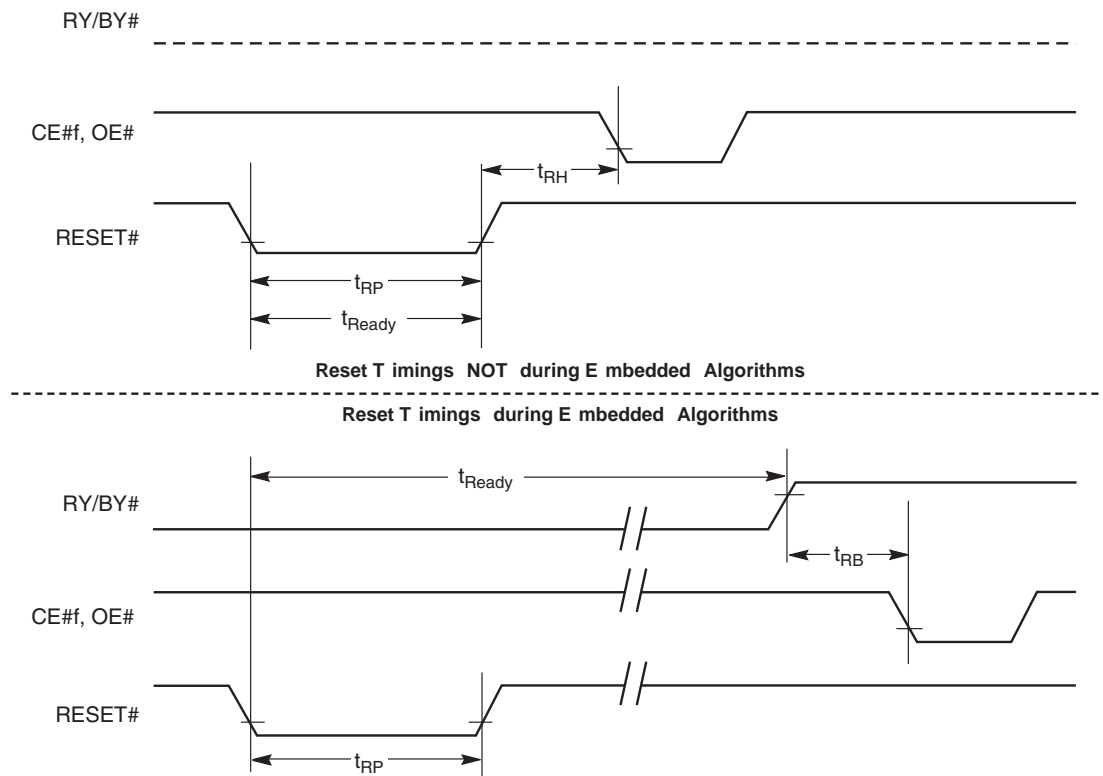 RY/BY#
CE#f, OE#
tRH
RESET#
tRP
tReady
Reset T imings NOT during E mbedded Algorithms
Reset T imings during E mbedded Algorithms
tReady
RY/BY#
tRB
CE#f, OE#
RESET#
tRP